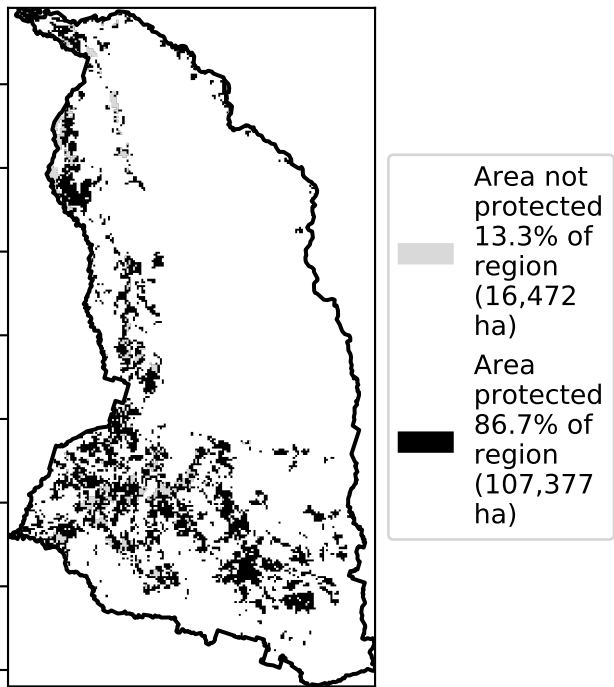 Area not
protected
13.3% of
region
(16,472
ha)
Area
protected
86.7% of
region
(107,377
ha)